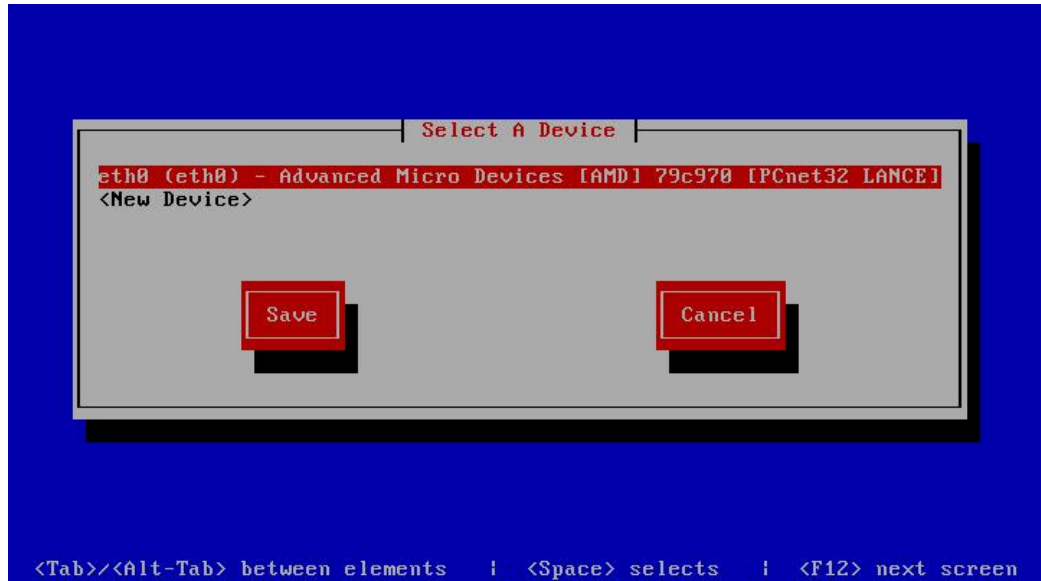 Select A Device
eth0 (eth0) - Advanced Micro Devices [AMD] 79c970 [PCnet32 LANCE]
<New Device>
Save
Cancel
<Tab>/<Alt-Tab> between elements | <Space> selects | <F12> next screen